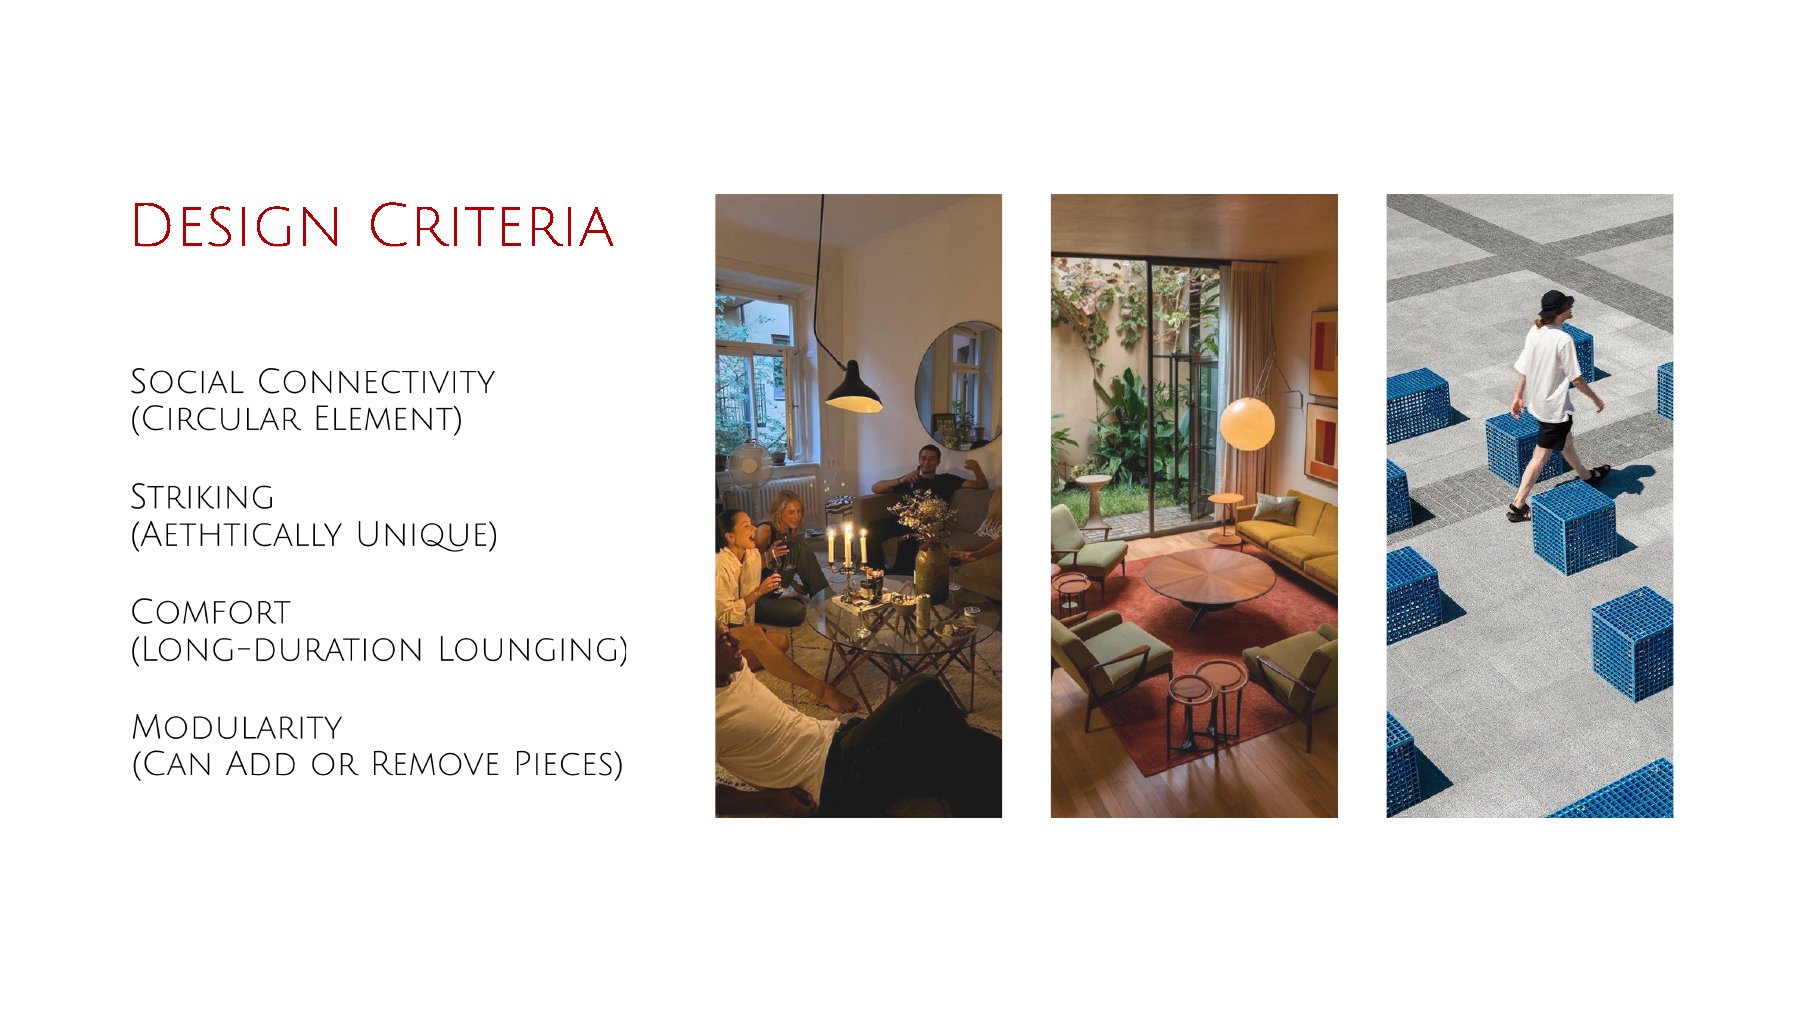 Design Criteria
Social Connectivity
(Circular Element)
Striking
(Aethtically Unique)
Comfort
(Long-duration Lounging)
Modularity
(Can Add or Remove Pieces)